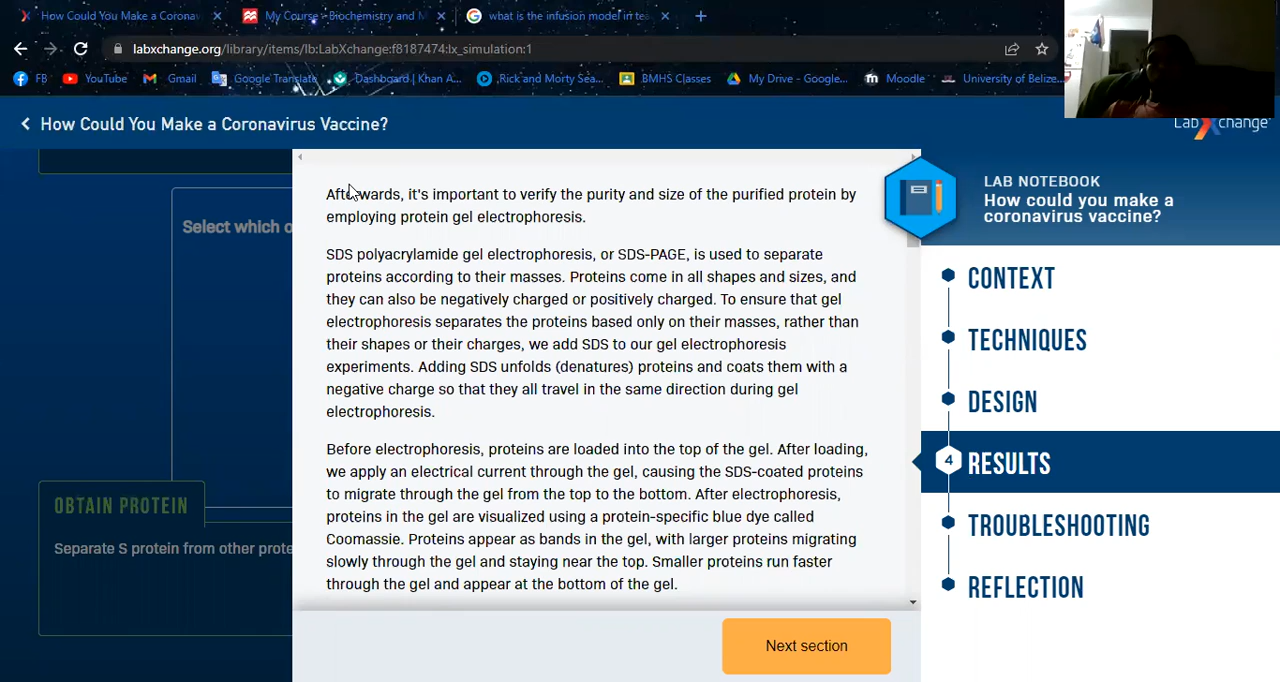 How Could You Make a Coronav
My Course - Biochemistry and M
what is the infusion model in tea
labxchange.org/library/items/lb:LabXchange:f8187474:lx_simulation:1
FB
YouTube
Gmail
Google Translate
Dashboard | Khan A...
Rick and Morty Sea...
BMHS Classes
My Drive - Google...
Moodle
University of Belize...
How Could You Make a Coronavirus Vaccine?
Lab Xchange
Select which o
OBTAIN PROTEIN
Separate S protein from other prote
Afterwards, it's important to verify the purity and size of the purified protein by
employing protein gel electrophoresis.
SDS polyacrylamide gel electrophoresis, or SDS-PAGE, is used to separate
proteins according to their masses. Proteins come in all shapes and sizes, and
they can also be negatively charged or positively charged. To ensure that gel
electrophoresis separates the proteins based only on their masses, rather than
their shapes or their charges, we add SDS to our gel electrophoresis
experiments. Adding SDS unfolds (denatures) proteins and coats them with a
negative charge so that they all travel in the same direction during gel
electrophoresis.
Before electrophoresis, proteins are loaded into the top of the gel. After loading,
we apply an electrical current through the gel, causing the SDS-coated proteins
to migrate through the gel from the top to the bottom. After electrophoresis,
proteins in the gel are visualized using a protein-specific blue dye called
Coomassie. Proteins appear as bands in the gel, with larger proteins migrating
slowly through the gel and staying near the top. Smaller proteins run faster
through the gel and appear at the bottom of the gel.
Next section
LAB NOTEBOOK
How could you make a
coronavirus vaccine?
CONTEXT
TECHNIQUES
DESIGN
4 RESULTS
TROUBLESHOOTING
REFLECTION